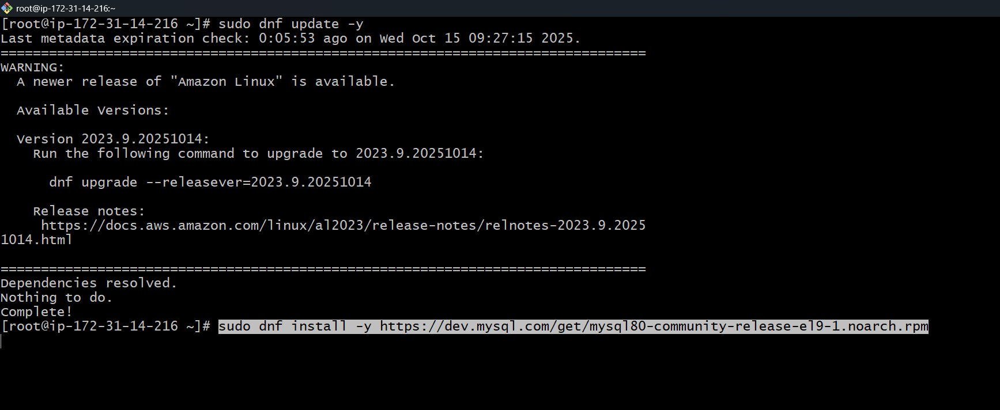 root@ip-172-31-14-216:~
[root@ip-172-31-14-216 ~]# sudo dnf update -y
Last metadata expiration check: 0:05:53 ago on Wed Oct 15 09:27:15 2025.
================================================================================
WARNING:
  A newer release of "Amazon Linux" is available.

  Available Versions:

  Version 2023.9.20251014:
    Run the following command to upgrade to 2023.9.20251014:

      dnf upgrade --releasever=2023.9.20251014

    Release notes:
     https://docs.aws.amazon.com/linux/al2023/release-notes/relnotes-2023.9.2025
1014.html

================================================================================
Dependencies resolved.
Nothing to do.
Complete!
[root@ip-172-31-14-216 ~]# sudo dnf install -y https://dev.mysql.com/get/mysql80-community-release-el9-1.noarch.rpm